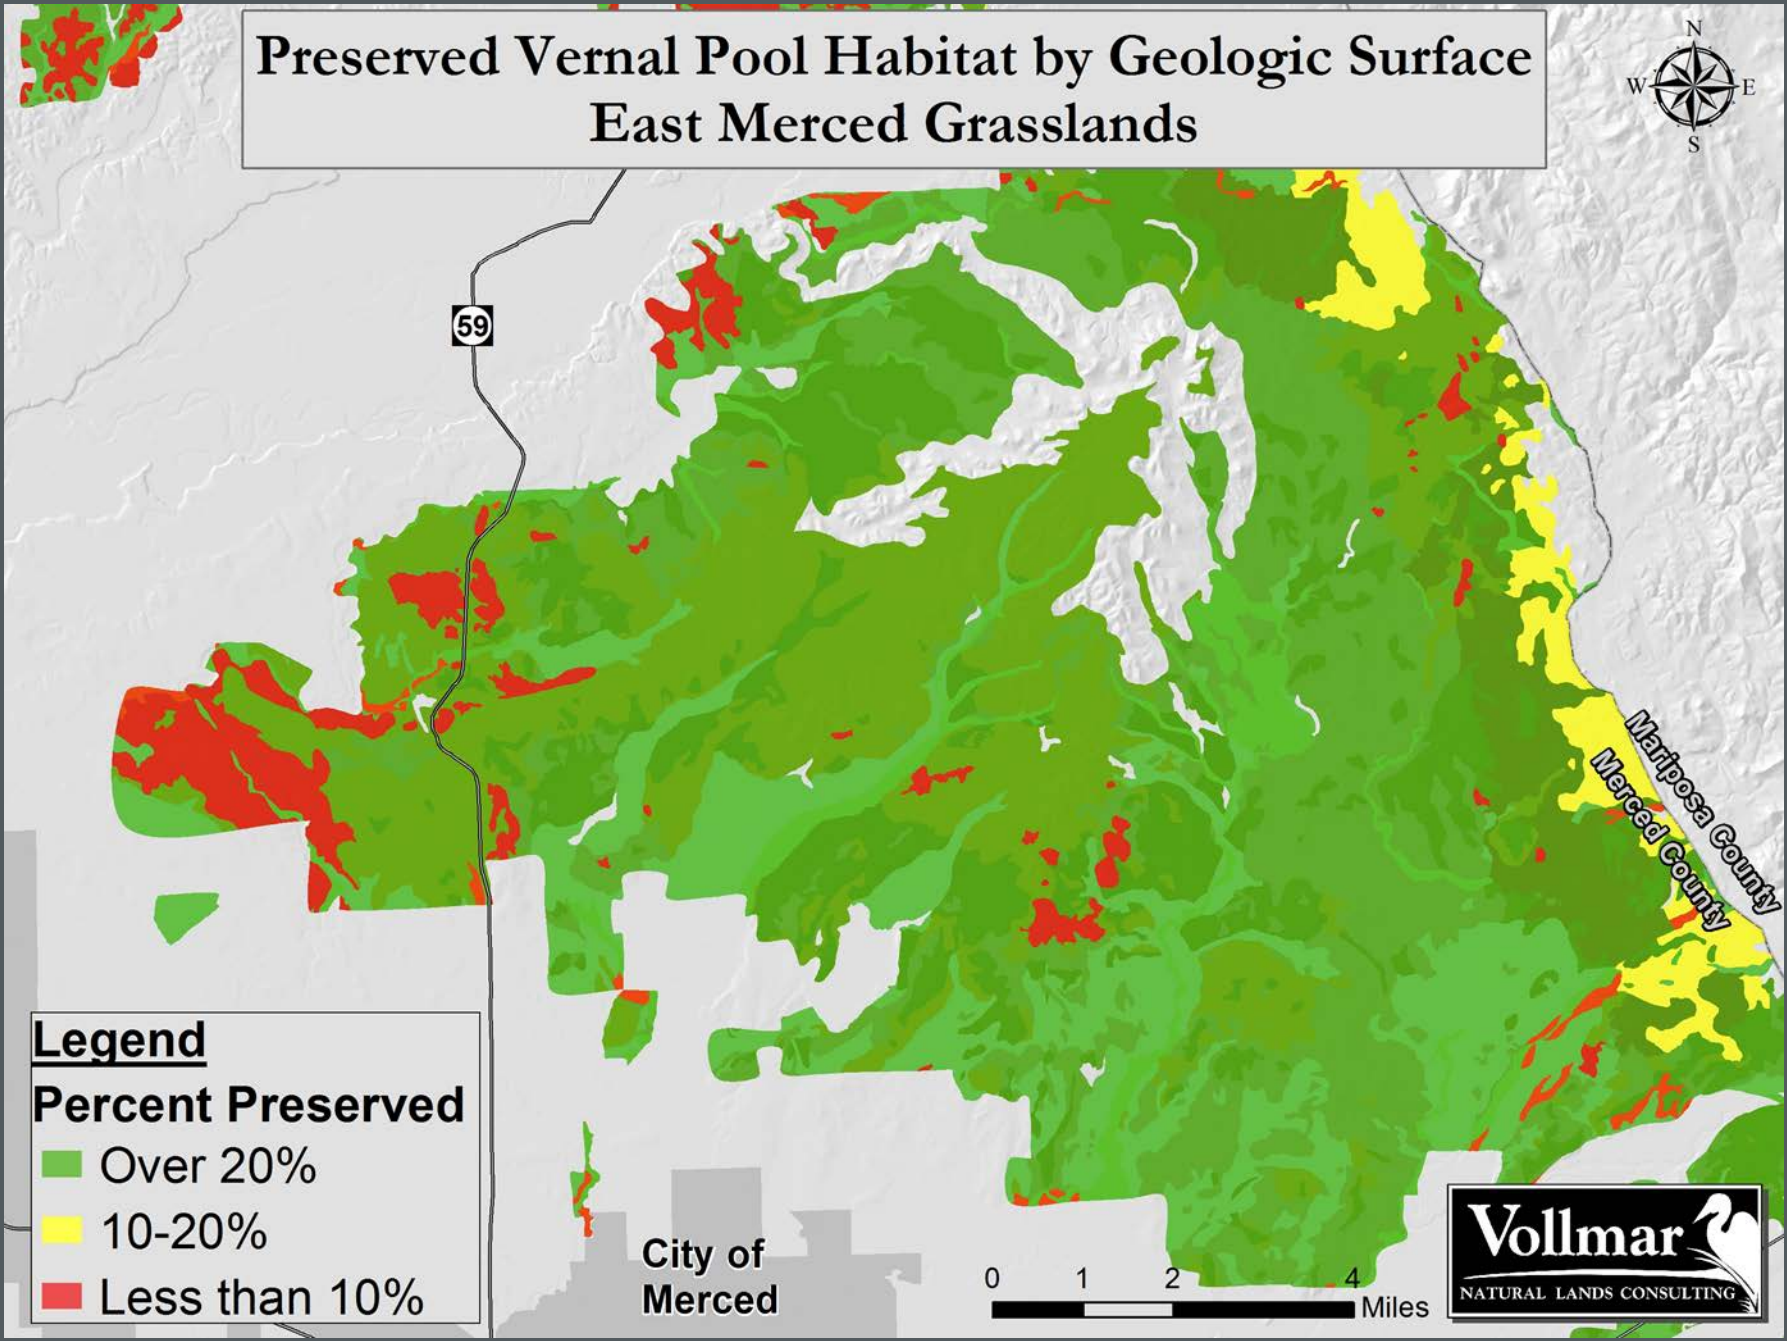 Preserved Vernal Pool Habitat by Geologic Surface
East Merced Grasslands
N
W E
S
59
Mariposa County
Merced County
Legend
Percent Preserved
Over 20%
10-20%
Less than 10%
City of
Merced
0 1 2 4
Miles
Vollmar
NATURAL LANDS CONSULTING